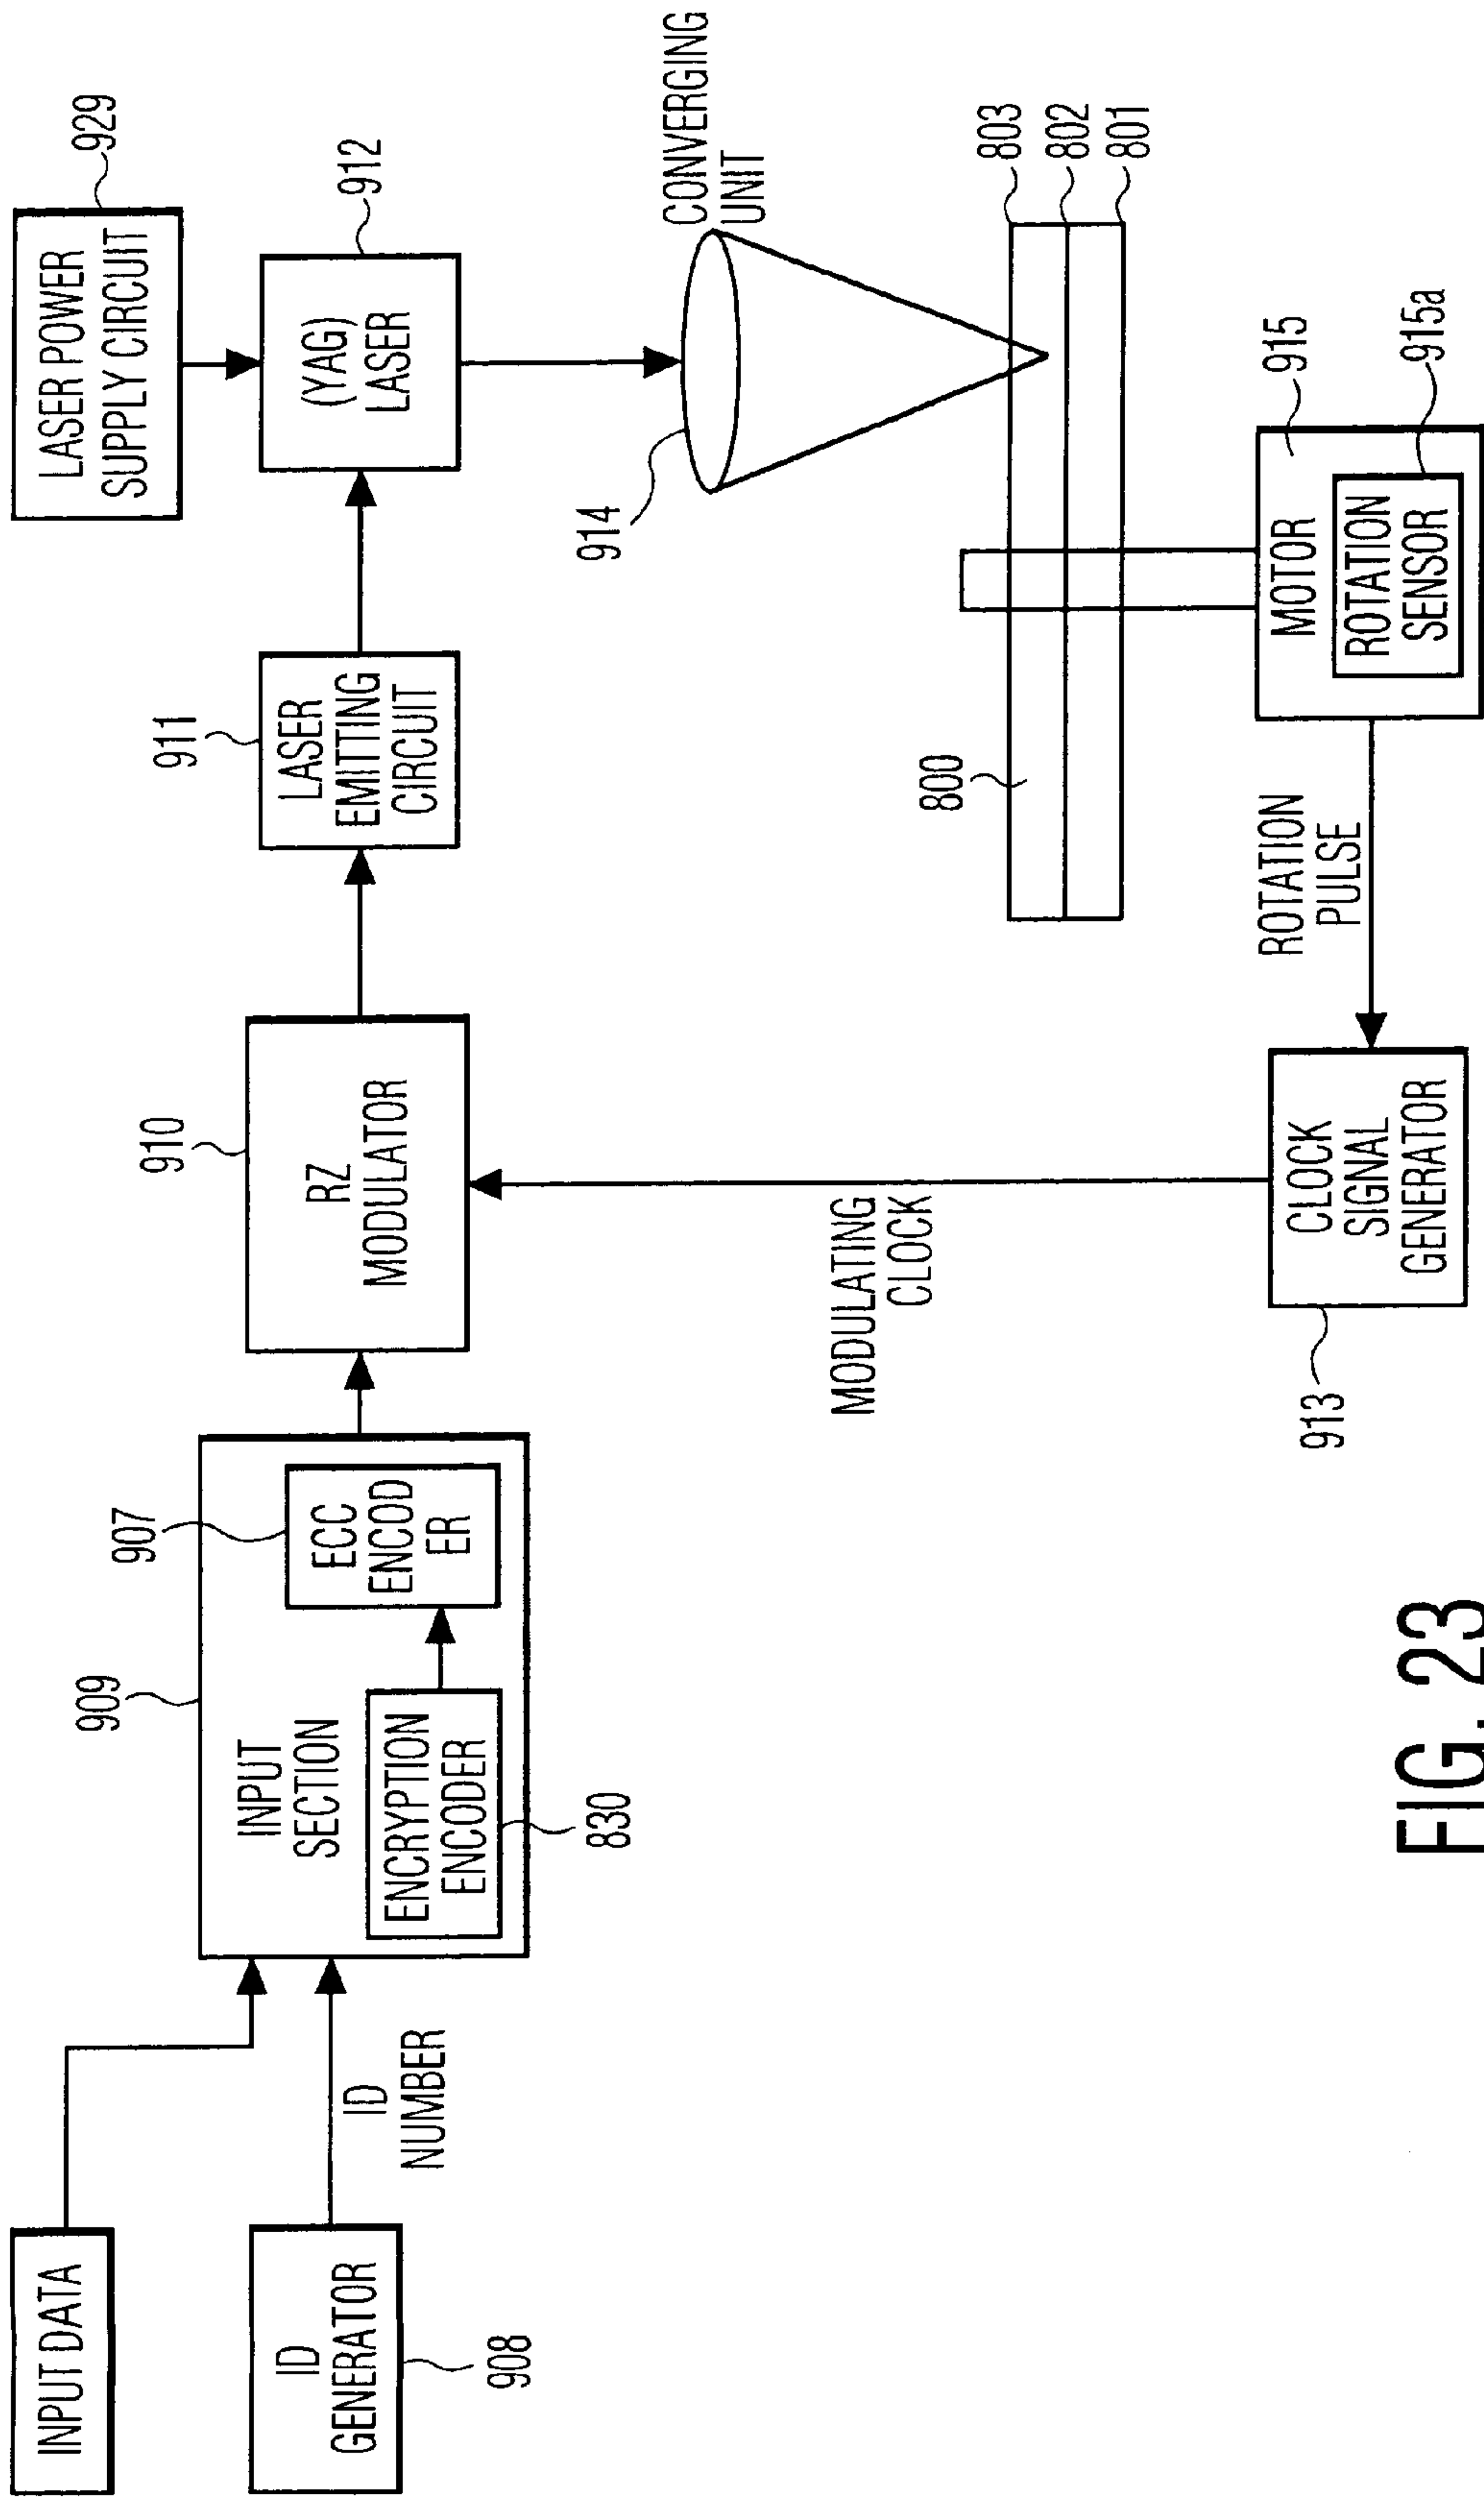 INPUT DATA
ID
GENERATOR
908
ID
NUMBER
909
INPUT
SECTION
ENCRYPTION
ENCODER
830
907
ECC
ENCOD
ER
910
RZ
MODULATOR
MODULATING
CLOCK
911
LASER
EMITTING
CIRCUIT
LASER POWER
SUPPLY CIRCUIT
929
(YAG)
LASER
912
914
CONVERGING
UNIT
800
803
802
801
MOTOR
915
ROTATION
SENSOR
915a
ROTATION
PULSE
CLOCK
SIGNAL
GENERATOR
913
FIG. 23